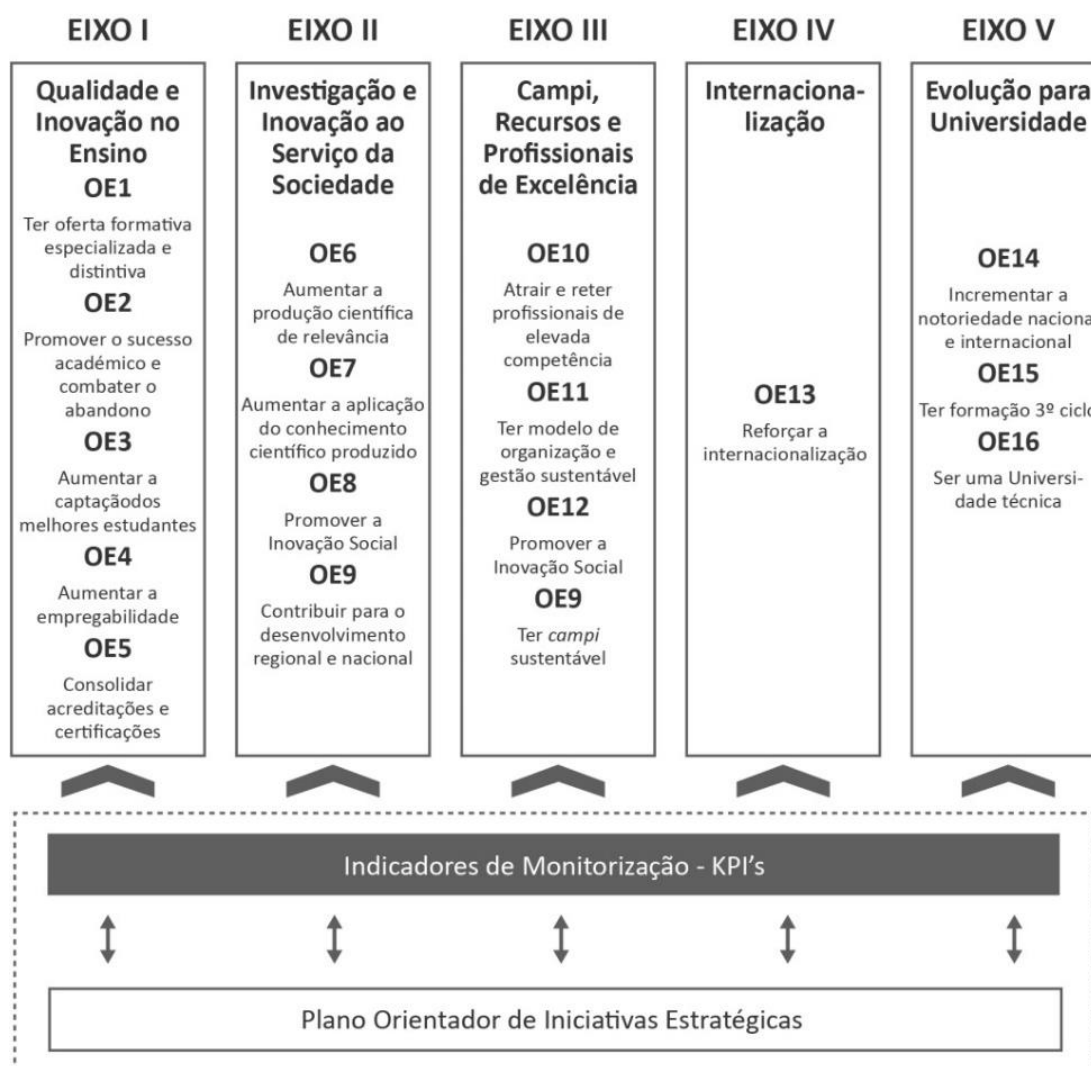 EIXO I
Qualidade e
Inovação no
Ensino
OE1
Ter oferta formativa
especializada e
distintiva
OE2
Promover o sucesso
académico e
combater o
abandono
OE3
Aumentar a
captaçãodos
melhores estudantes
OE4
Aumentar a
empregabilidade
OE5
Consolidar
acreditações e
certificações
EIXO II
Investigação e
Inovação ao
Serviço da
Sociedade
OE6
Aumentar a
produção científica
de relevância
OE7
Aumentar a aplicação
do conhecimento
científico produzido
OE8
Promover a
Inovação Social
OE9
Contribuir para o
desenvolvimento
regional e nacional
EIXO III
Campi,
Recursos e
Profissionais
de Excelência
OE10
Atrair e reter
profissionais de
elevada
competência
OE11
Ter modelo de
organização e
gestão sustentável
OE12
Promover a
Inovação Social
OE9
Ter campi
sustentável
EIXO IV
Internaciona-
lização
OE13
Reforçar a
internacionalização
EIXO V
Evolução para
Universidade
OE14
Incrementar a
notoriedade naciona
e internacional
OE15
Ter formação 3º ciclo
OE16
Ser uma Universi-
dade técnica
Indicadores de Monitorização - KPI’s
Plano Orientador de Iniciativas Estratégicas